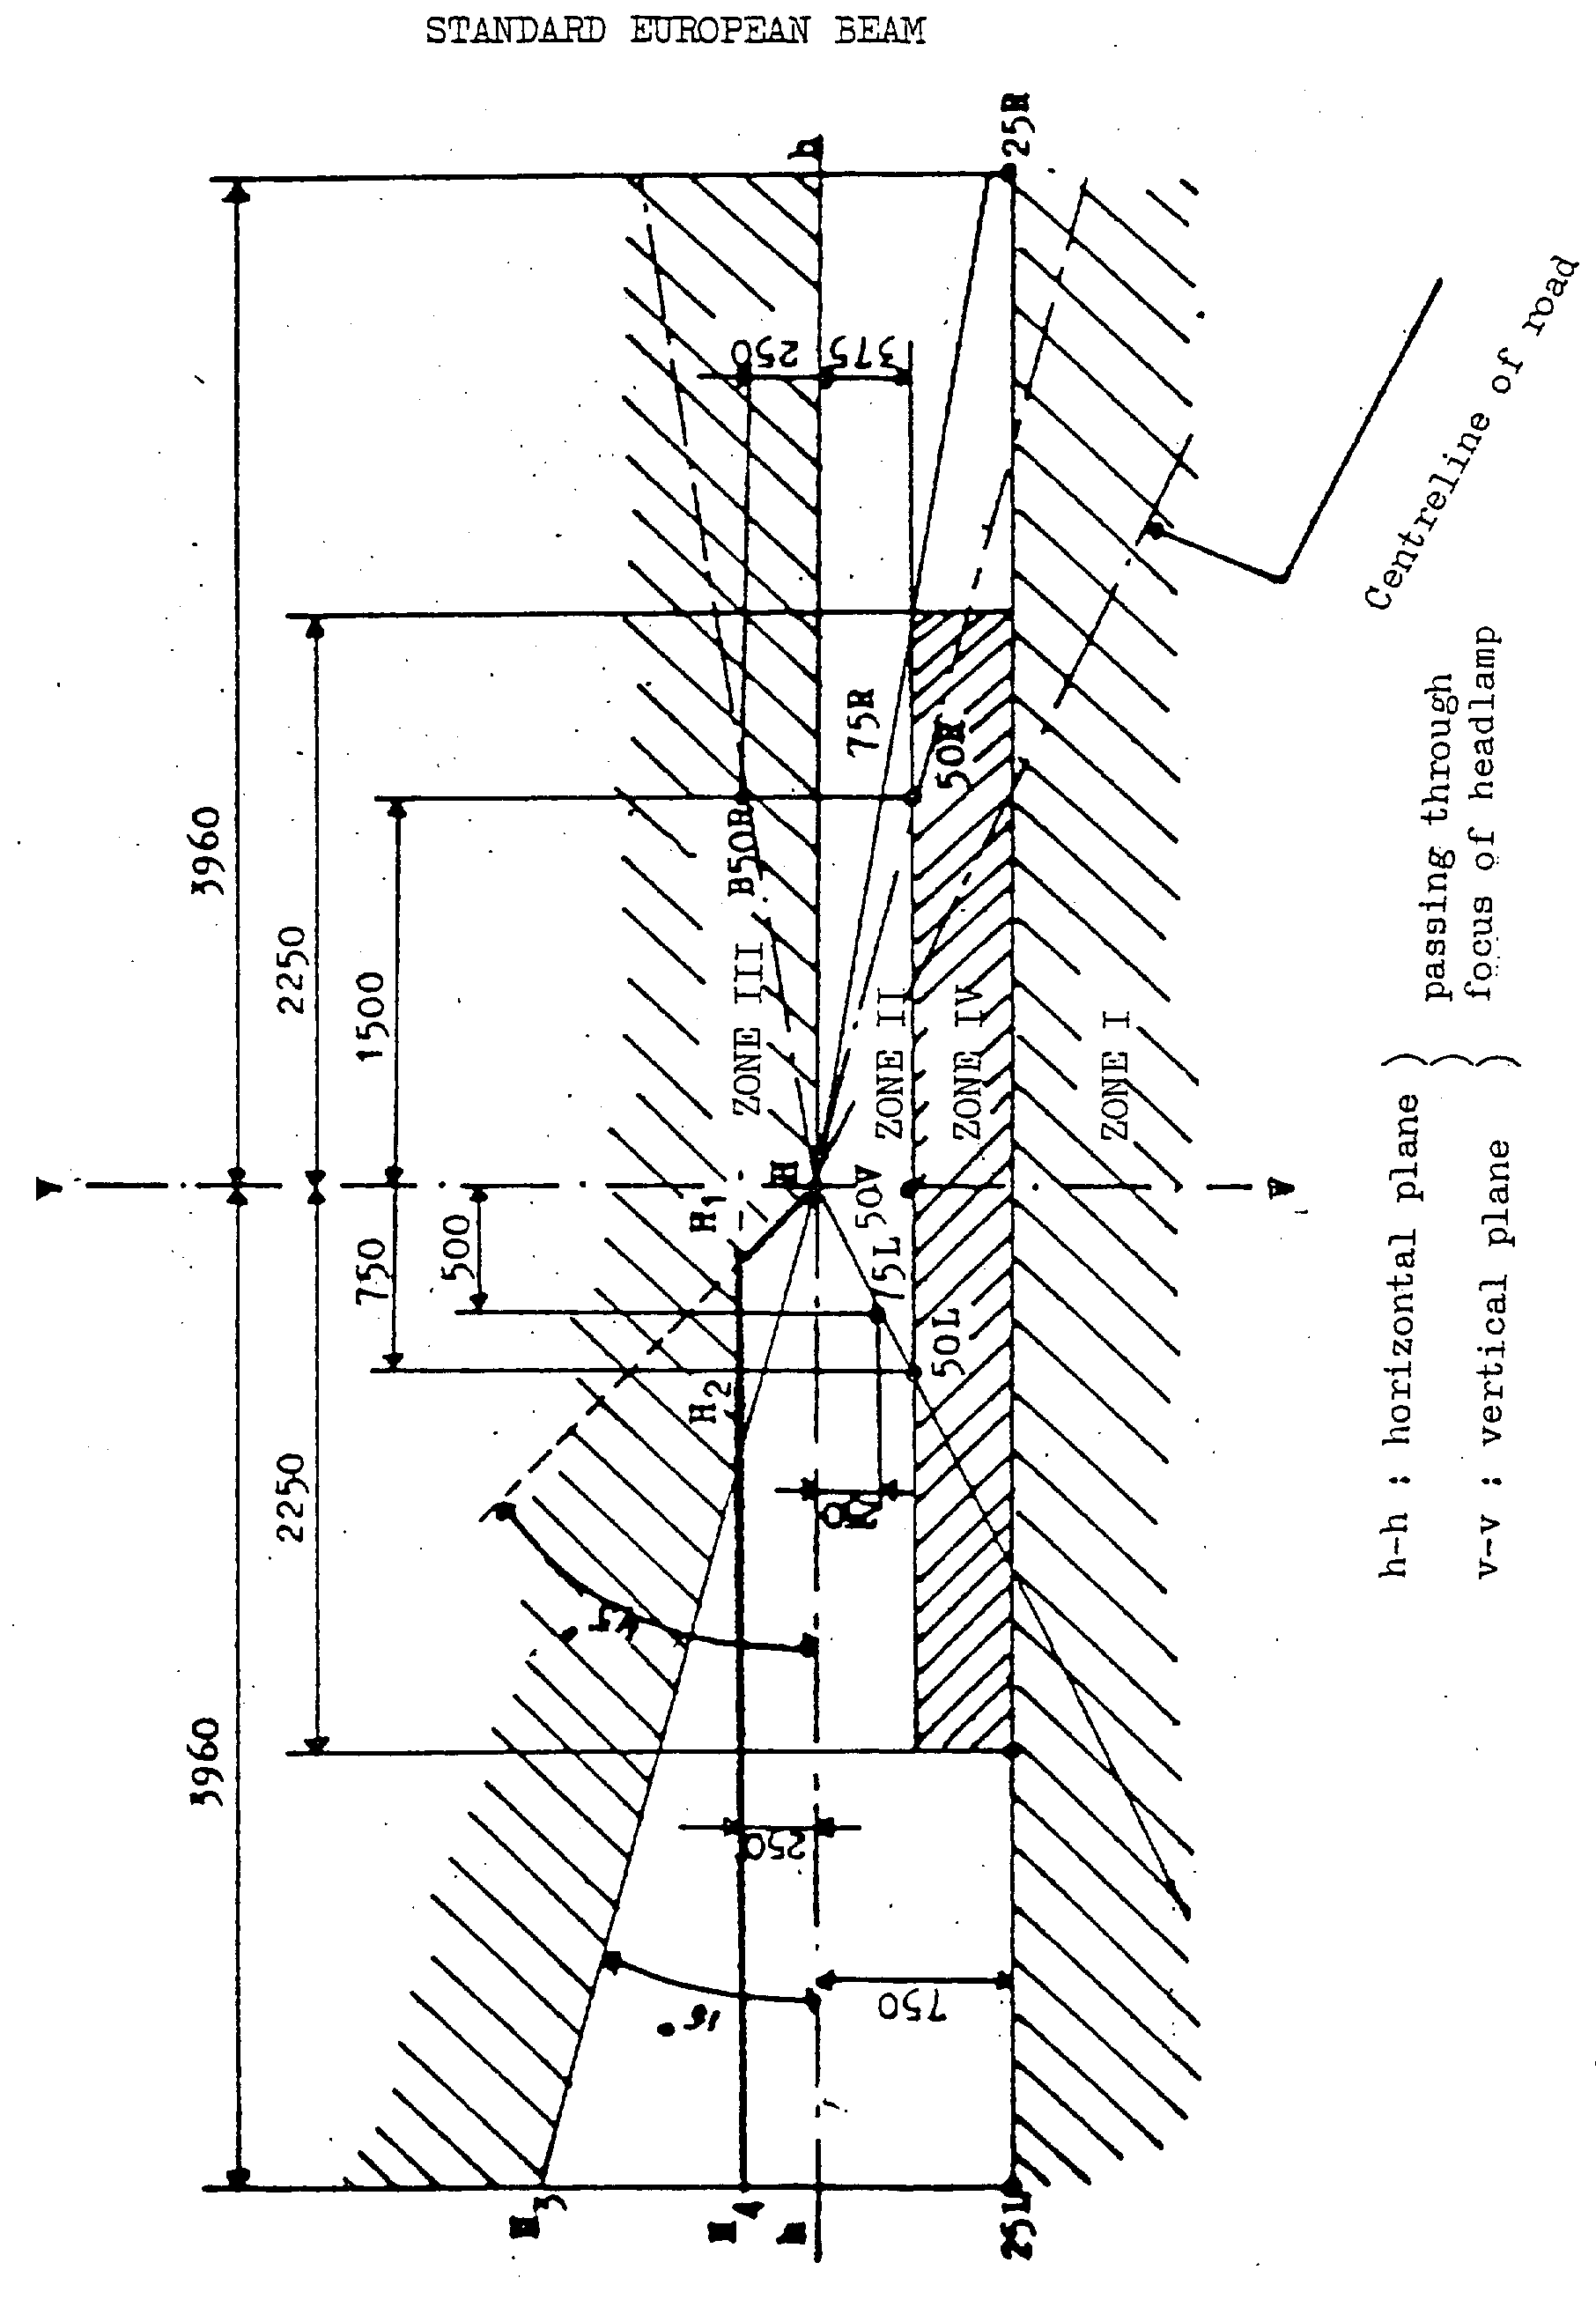 STANDARD EUROPEAN BEAM
3960
3960
2250
2250
1500
750
500
h
25R
250
375
75R
50R
B50R
ZONE III
ZONE II
ZONE IV
ZONE I
H
H1
50V
75L
50L
H2
250
15°
750
H3
H4
h
25L
Centreline of road
h-h : horizontal plane )
)
v-v : vertical plane )
passing through
focus of headlamp